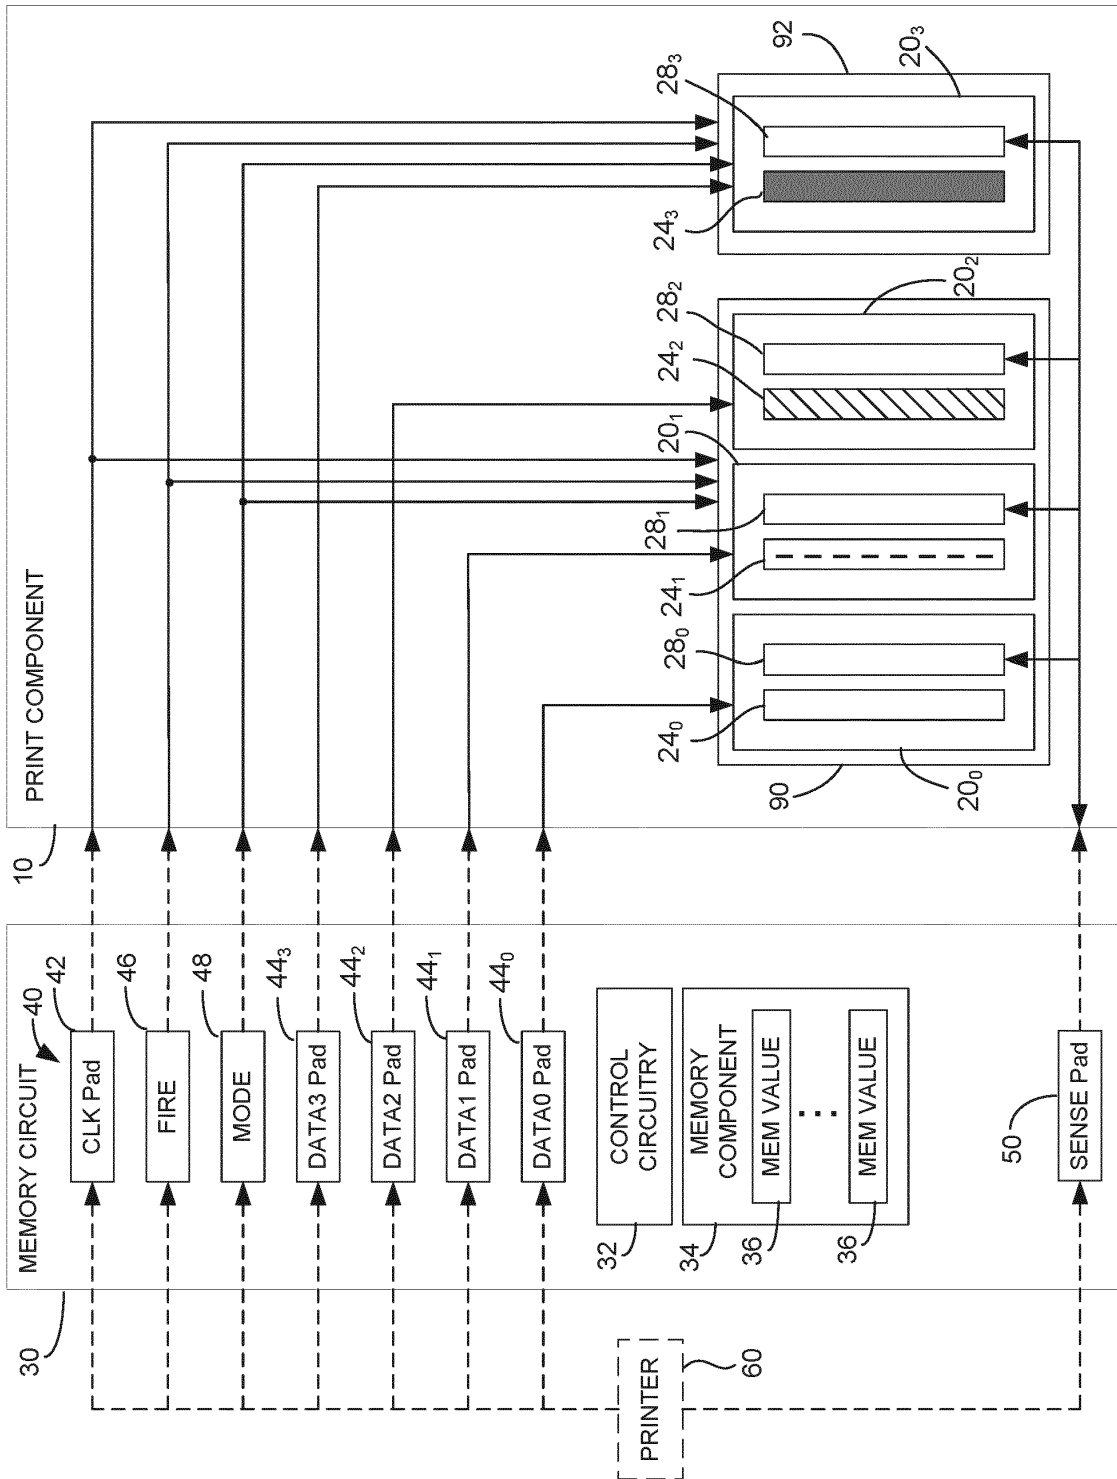 PRINT COMPONENT
10
92
20₃
28₃
24₃
20₂
28₂
24₂
20₁
28₁
24₁
28₀
24₀
20₀
90
MEMORY CIRCUIT
30
40
42
CLK Pad
46
FIRE
48
MODE
44₃
DATA3 Pad
44₂
DATA2 Pad
44₁
DATA1 Pad
44₀
DATA0 Pad
CONTROL
CIRCUITRY
32
MEMORY
COMPONENT
34
MEM VALUE
36
...
MEM VALUE
36
50
SENSE Pad
PRINTER
60